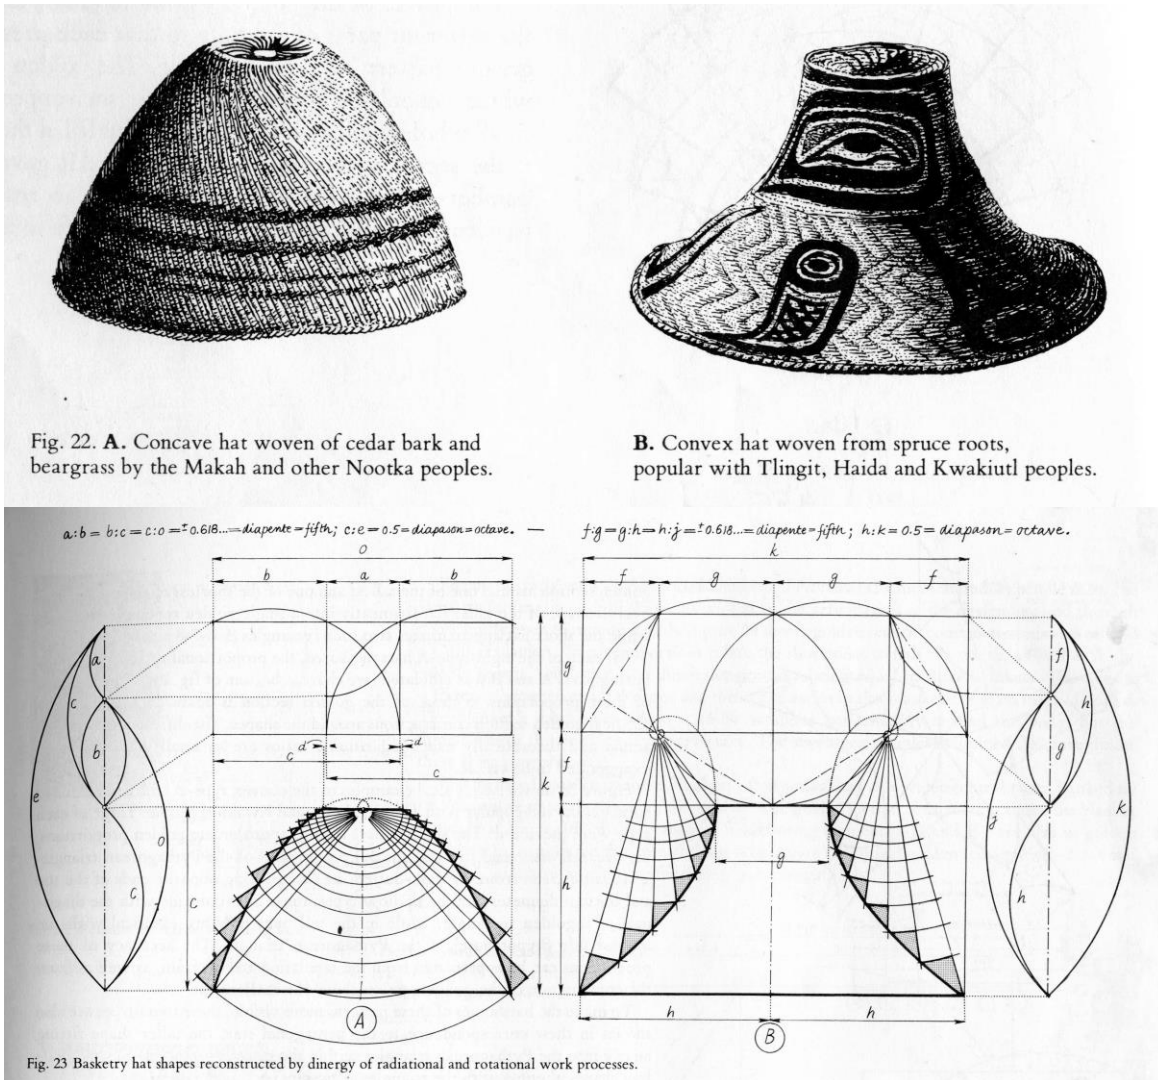 Fig. 22. A. Concave hat woven of cedar bark and
beargrass by the Makah and other Nootka peoples.
B. Convex hat woven from spruce roots,
popular with Tlingit, Haida and Kwakiutl peoples.
a:b = b:c = c:o = ± 0.618...= diapente = fifth; c:e = 0.5 = diapason = octave. —
o
b a b
a
c
b
e
c
d d
c
c
o
c
A
f:g = g:h = h:j = ± 0.618...= diapente = fifth; h:k = 0.5 = diapason = octave.
k
f g g f
g
f
k
h
g
h h
B
f
h
g
j
k
h
Fig. 23 Basketry hat shapes reconstructed by dinergy of radiational and rotational work processes.